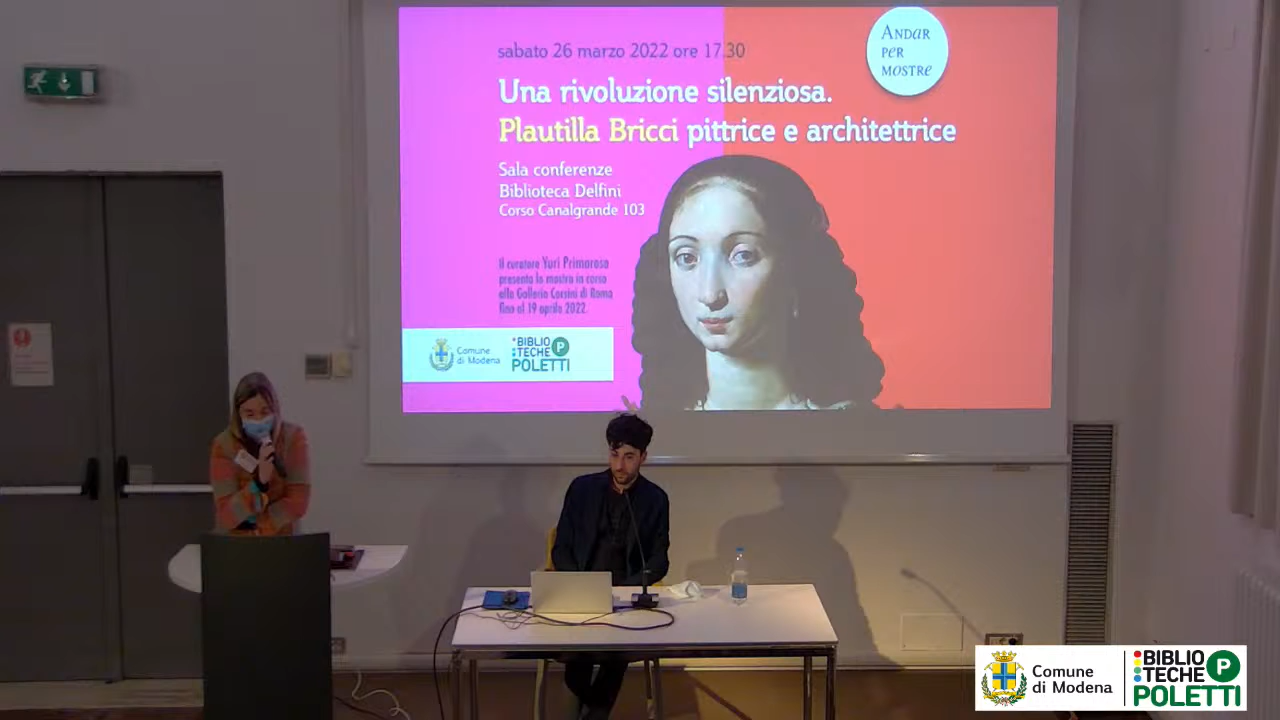 sabato 26 marzo 2022 ore 17.30
ANDAR
PER
MOSTRE
Una rivoluzione silenziosa.
Plautilla Bricci pittrice e architettrice
Sala conferenze
Biblioteca Delfini
Corso Canalgrande 103
Il curatore Yuri Primarosa
presenta la mostra in corso
alla Galleria Corsini di Roma
fino al 19 aprile 2022.
Comune
di Modena
BIBLIO
TECHE P
POLETTI
Comune
di Modena
BIBLIO
TECHE P
POLETTI